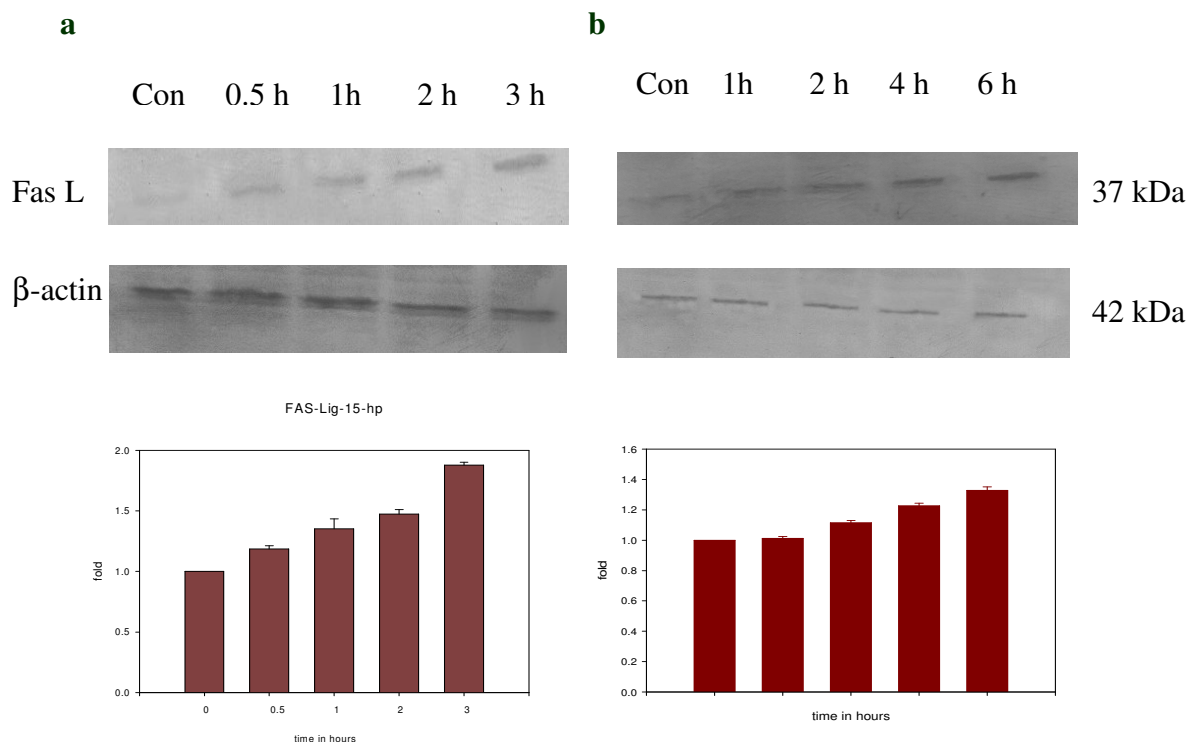 a
b
Con 0.5 h 1h 2 h 3 h
Con 1h 2 h 4 h 6 h
Fas L
37 kDa
β-actin
42 kDa
FAS-Lig-15-hp
2.0
1.5
1.0
0.5
0.0
fold
0 0.5 1 2 3
time in hours
1.6
1.4
1.2
1.0
0.8
0.6
0.4
0.2
0.0
fold
time in hours